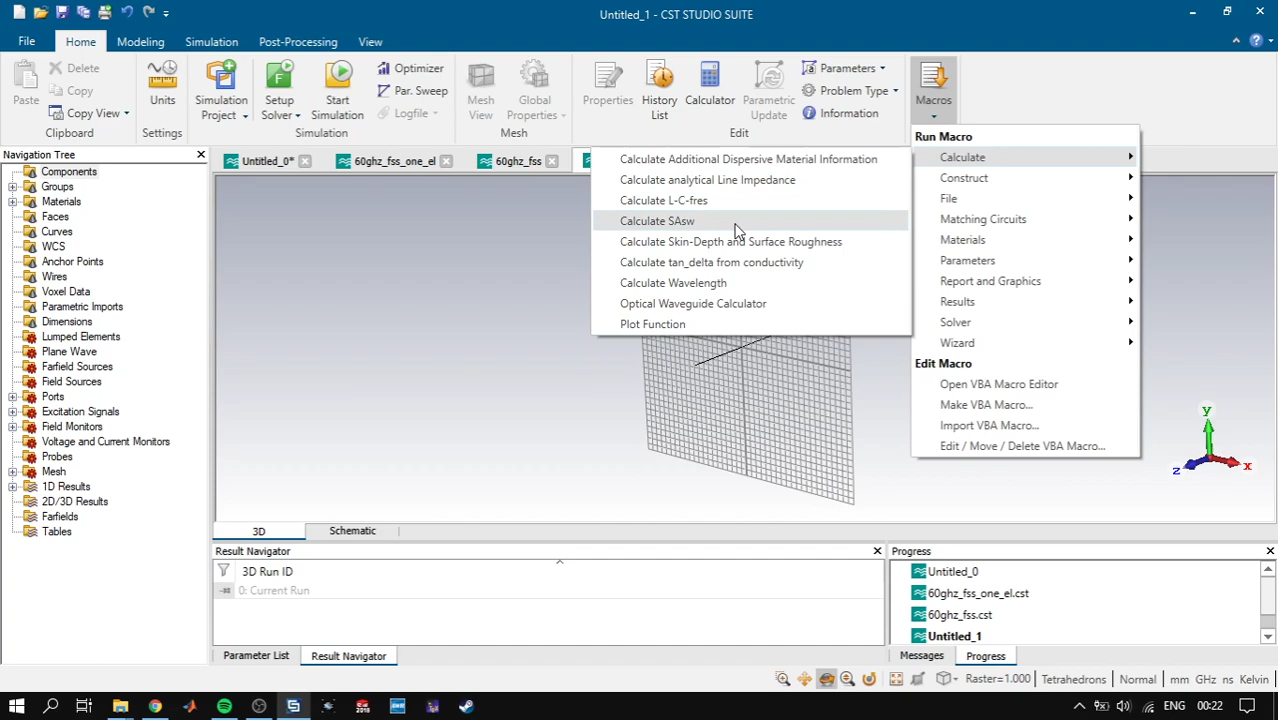 Untitled_1 - CST STUDIO SUITE
File
Home
Modeling
Simulation
Post-Processing
View
Paste
Delete
Copy
Copy View
Clipboard
Units
Settings
Simulation Project
Setup Solver
Start Simulation
Optimizer
Par. Sweep
Logfile
Simulation
Mesh View
Global Properties
Mesh
Properties
History List
Calculator
Parametric Update
Parameters
Problem Type
Information
Edit
Macros
Navigation Tree
Components
Groups
Materials
Faces
Curves
WCS
Anchor Points
Wires
Voxel Data
Parametric Imports
Dimensions
Lumped Elements
Plane Wave
Farfield Sources
Field Sources
Ports
Excitation Signals
Field Monitors
Voltage and Current Monitors
Probes
Mesh
1D Results
2D/3D Results
Farfields
Tables
Untitled_0*
60ghz_fss_one_el
60ghz_fss
Calculate Additional Dispersive Material Information
Calculate analytical Line Impedance
Calculate L-C-fres
Calculate SAsw
Calculate Skin-Depth and Surface Roughness
Calculate tan_delta from conductivity
Calculate Wavelength
Optical Waveguide Calculator
Plot Function
Run Macro
Calculate
Construct
File
Matching Circuits
Materials
Parameters
Report and Graphics
Results
Solver
Wizard
Edit Macro
Open VBA Macro Editor
Make VBA Macro...
Import VBA Macro...
Edit / Move / Delete VBA Macro...
y
x
z
3D
Schematic
Result Navigator
3D Run ID
0: Current Run
Parameter List
Result Navigator
Progress
Untitled_0
60ghz_fss_one_el.cst
60ghz_fss.cst
Untitled_1
Messages
Progress
Raster=1.000
Tetrahedrons
Normal
mm GHz ns Kelvin
ENG
00:22